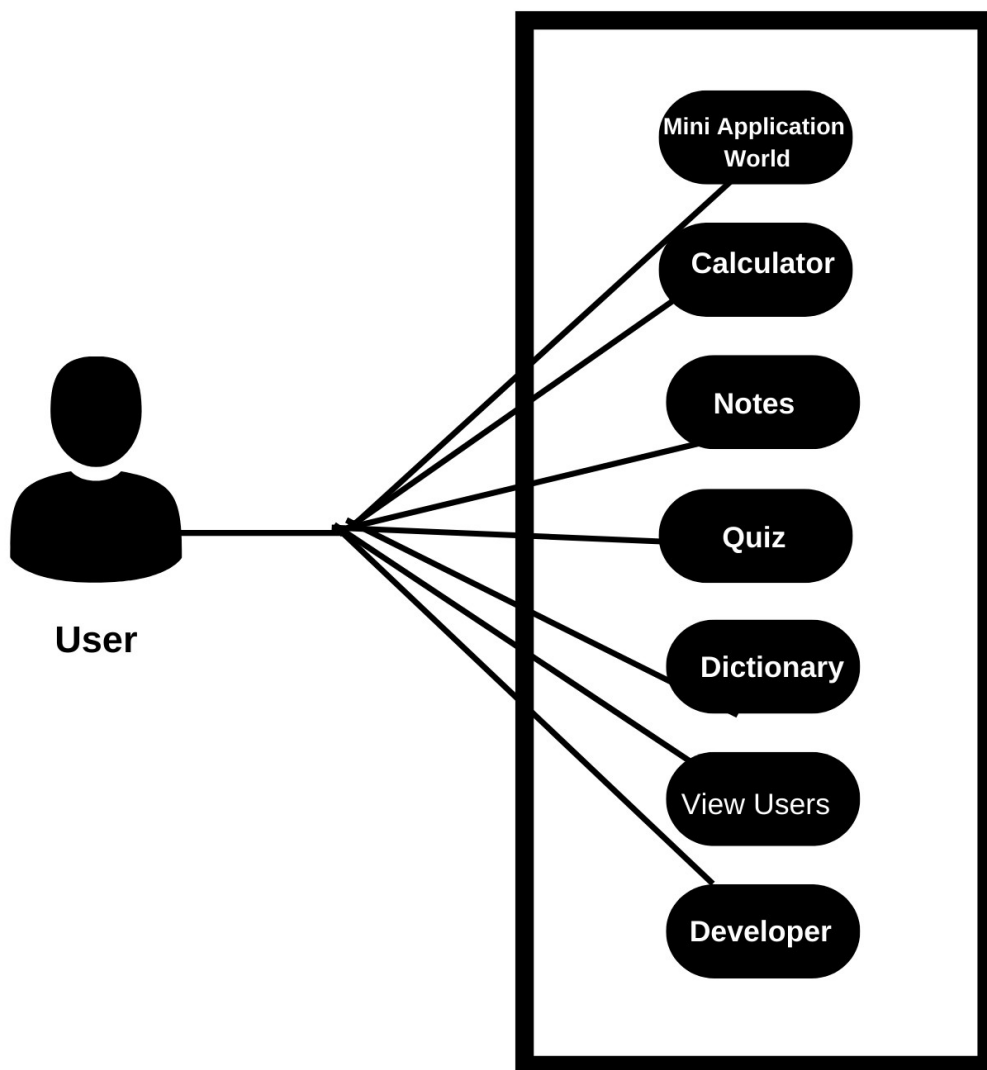 Mini Application
World
Calculator
Notes
Quiz
User
Dictionary
View Users
Developer